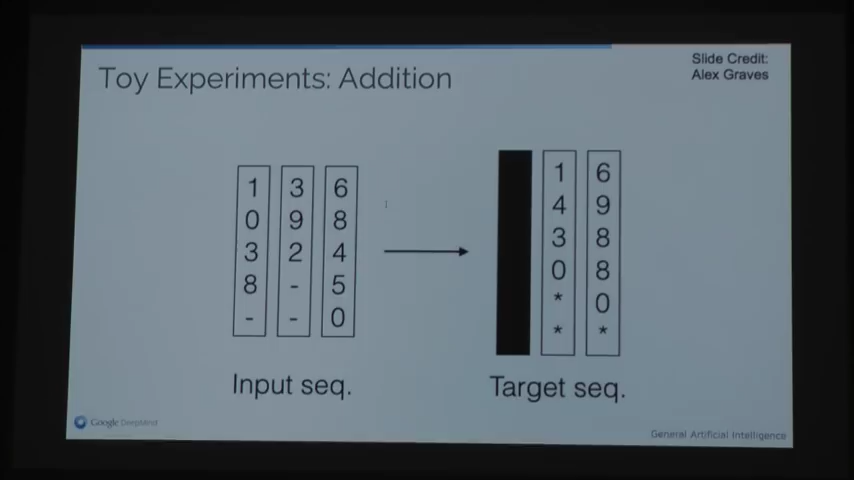 Toy Experiments: Addition
Slide Credit:
Alex Graves
1 3 6
0 9 8
3 2 4
8 - 5
- - 0
1 6
4 9
3 8
0 8
* 0
* *
Input seq.
Target seq.
Google DeepMind
General Artificial Intelligence